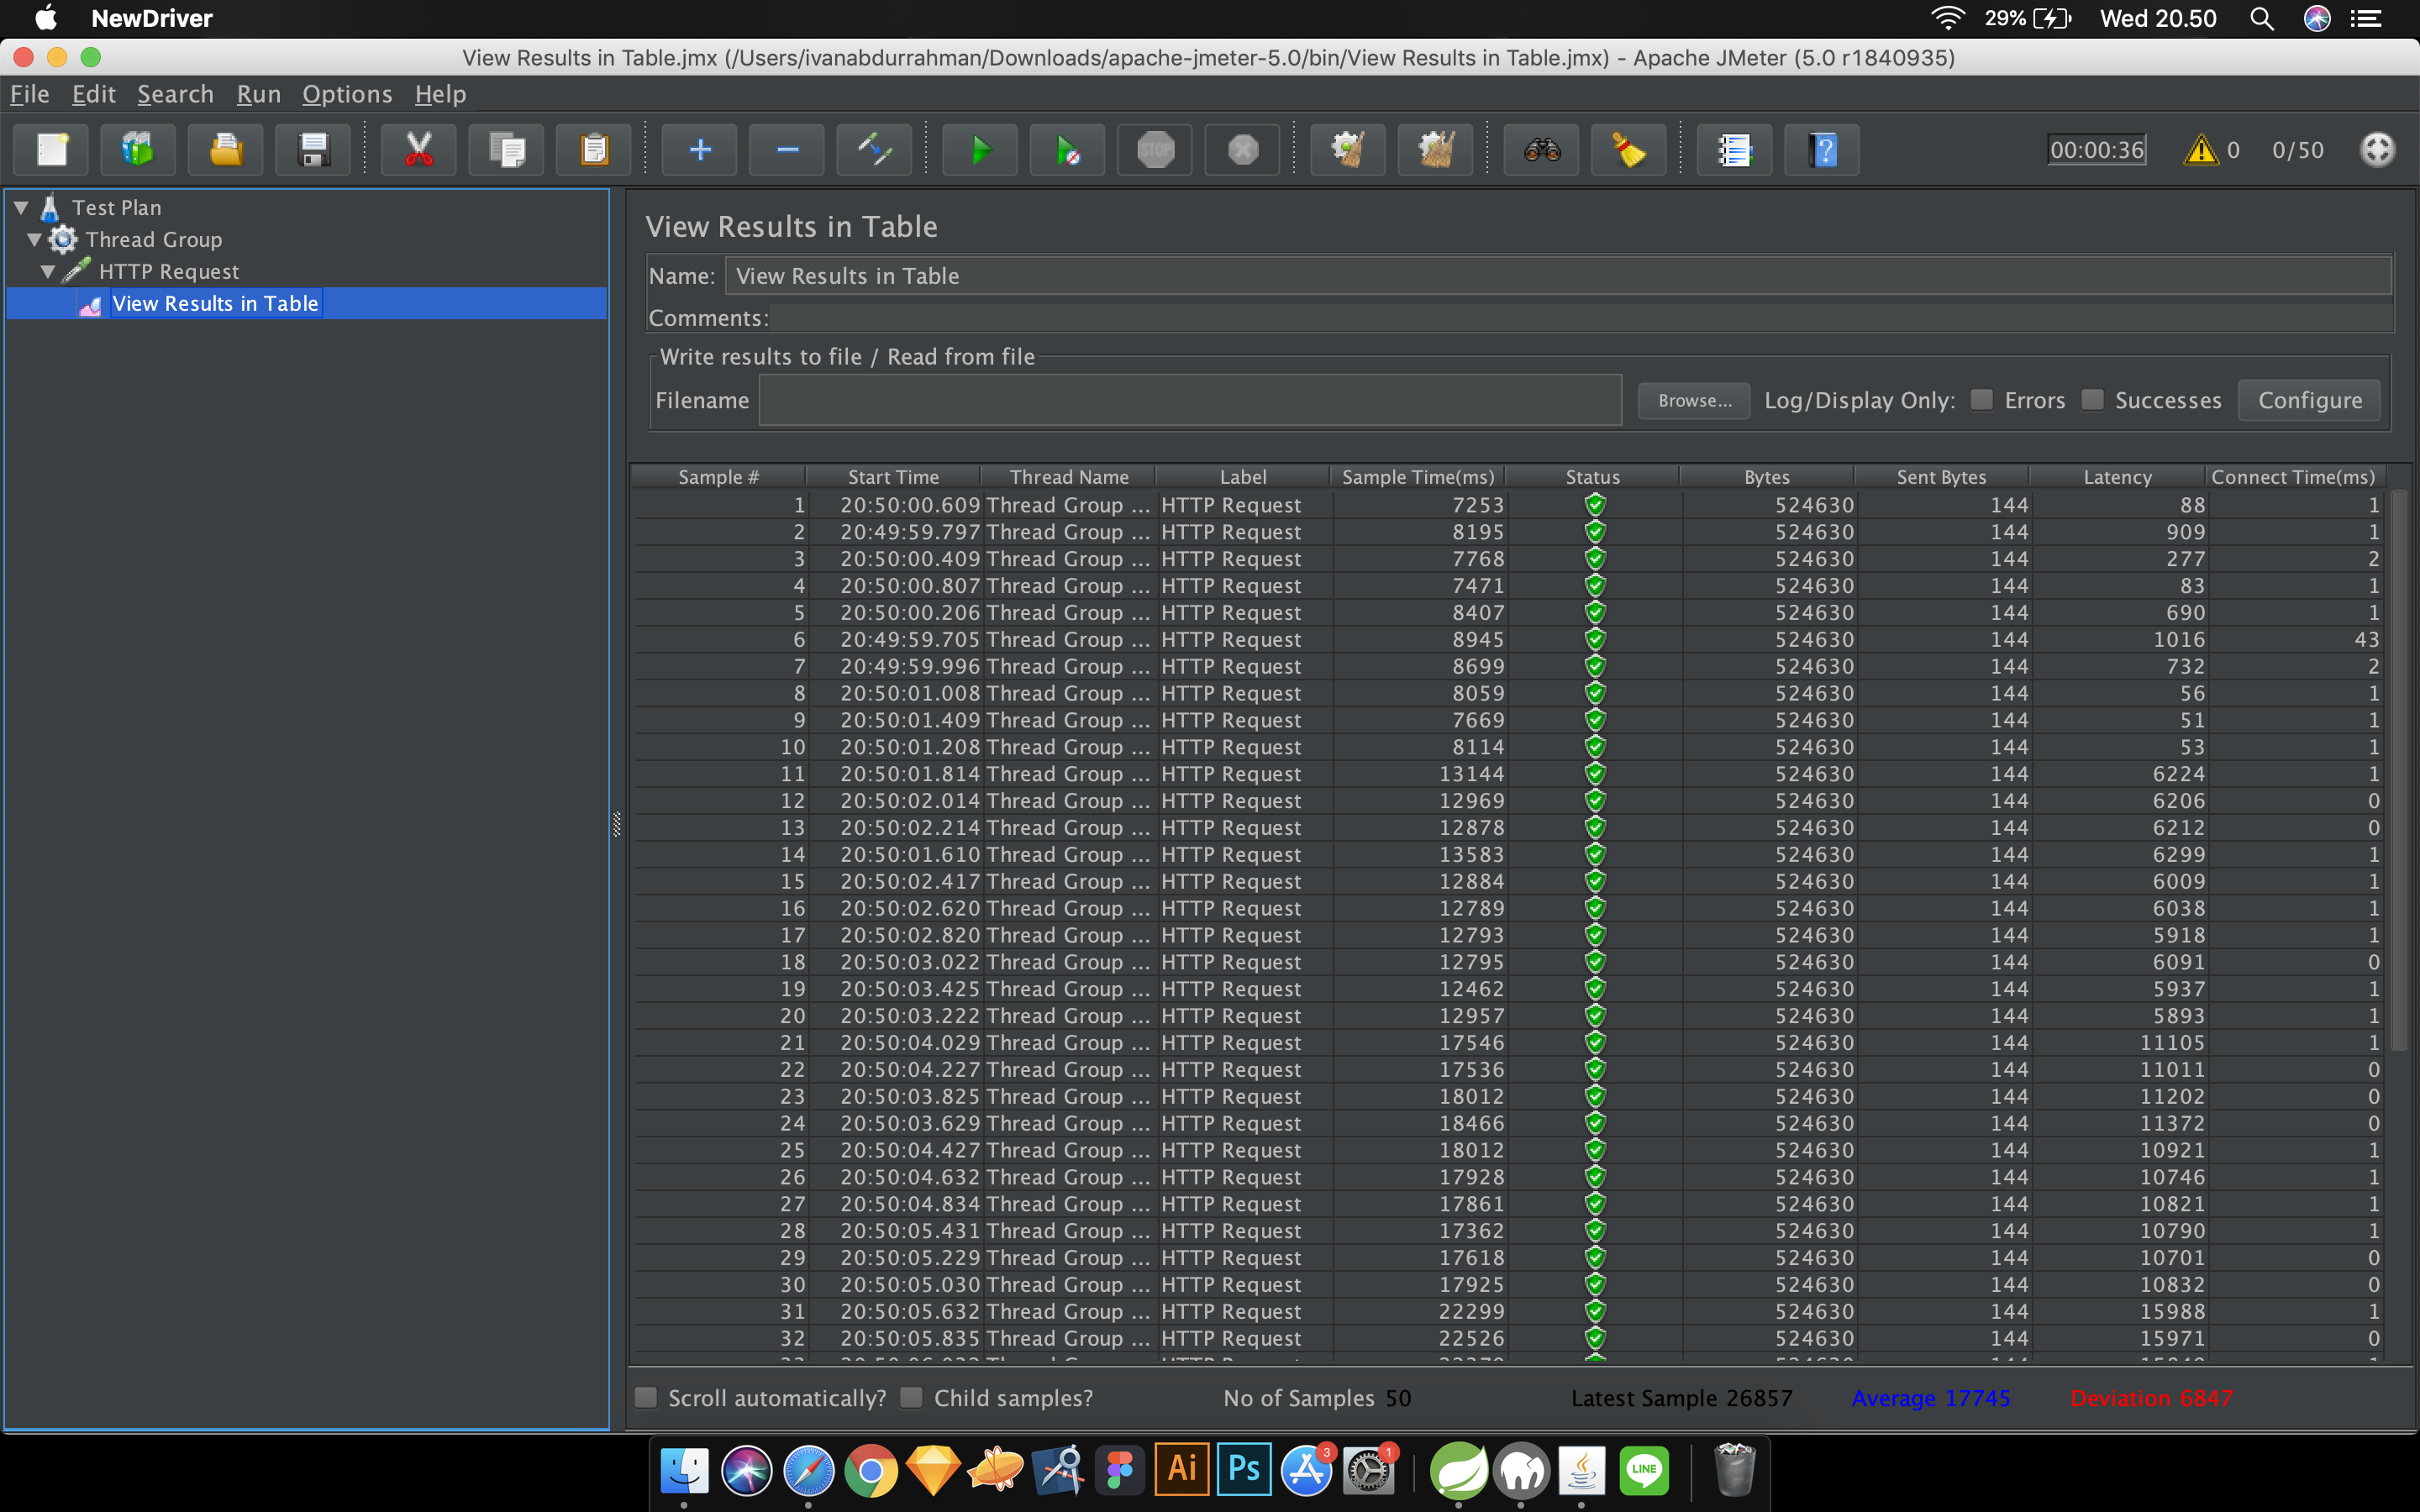 NewDriver 29% Wed 20.50
View Results in Table.jmx (/Users/ivanabdurrahman/Downloads/apache-jmeter-5.0/bin/View Results in Table.jmx) - Apache JMeter (5.0 r1840935)
File Edit Search Run Options Help
STOP 00:00:36 0 0/50
Test Plan
Thread Group
HTTP Request
View Results in Table
View Results in Table
Name: View Results in Table
Comments:
Write results to file / Read from file
Filename Browse... Log/Display Only: Errors Successes Configure
Sample # Start Time Thread Name Label Sample Time(ms) Status Bytes Sent Bytes Latency Connect Time(ms)
1 20:50:00.609 Thread Group ... HTTP Request 7253 524630 144 88 1
2 20:49:59.797 Thread Group ... HTTP Request 8195 524630 144 909 1
3 20:50:00.409 Thread Group ... HTTP Request 7768 524630 144 277 2
4 20:50:00.807 Thread Group ... HTTP Request 7471 524630 144 83 1
5 20:50:00.206 Thread Group ... HTTP Request 8407 524630 144 690 1
6 20:49:59.705 Thread Group ... HTTP Request 8945 524630 144 1016 43
7 20:49:59.996 Thread Group ... HTTP Request 8699 524630 144 732 2
8 20:50:01.008 Thread Group ... HTTP Request 8059 524630 144 56 1
9 20:50:01.409 Thread Group ... HTTP Request 7669 524630 144 51 1
10 20:50:01.208 Thread Group ... HTTP Request 8114 524630 144 53 1
11 20:50:01.814 Thread Group ... HTTP Request 13144 524630 144 6224 1
12 20:50:02.014 Thread Group ... HTTP Request 12969 524630 144 6206 0
13 20:50:02.214 Thread Group ... HTTP Request 12878 524630 144 6212 0
14 20:50:01.610 Thread Group ... HTTP Request 13583 524630 144 6299 1
15 20:50:02.417 Thread Group ... HTTP Request 12884 524630 144 6009 1
16 20:50:02.620 Thread Group ... HTTP Request 12789 524630 144 6038 1
17 20:50:02.820 Thread Group ... HTTP Request 12793 524630 144 5918 1
18 20:50:03.022 Thread Group ... HTTP Request 12795 524630 144 6091 0
19 20:50:03.425 Thread Group ... HTTP Request 12462 524630 144 5937 1
20 20:50:03.222 Thread Group ... HTTP Request 12957 524630 144 5893 1
21 20:50:04.029 Thread Group ... HTTP Request 17546 524630 144 11105 1
22 20:50:04.227 Thread Group ... HTTP Request 17536 524630 144 11011 0
23 20:50:03.825 Thread Group ... HTTP Request 18012 524630 144 11202 0
24 20:50:03.629 Thread Group ... HTTP Request 18466 524630 144 11372 0
25 20:50:04.427 Thread Group ... HTTP Request 18012 524630 144 10921 1
26 20:50:04.632 Thread Group ... HTTP Request 17928 524630 144 10746 1
27 20:50:04.834 Thread Group ... HTTP Request 17861 524630 144 10821 1
28 20:50:05.431 Thread Group ... HTTP Request 17362 524630 144 10790 1
29 20:50:05.229 Thread Group ... HTTP Request 17618 524630 144 10701 0
30 20:50:05.030 Thread Group ... HTTP Request 17925 524630 144 10832 0
31 20:50:05.632 Thread Group ... HTTP Request 22299 524630 144 15988 1
32 20:50:05.835 Thread Group ... HTTP Request 22526 524630 144 15971 0
Scroll automatically? Child samples? No of Samples 50 Latest Sample 26857 Average 17745 Deviation 6847
Ai Ps 3 1 LINE